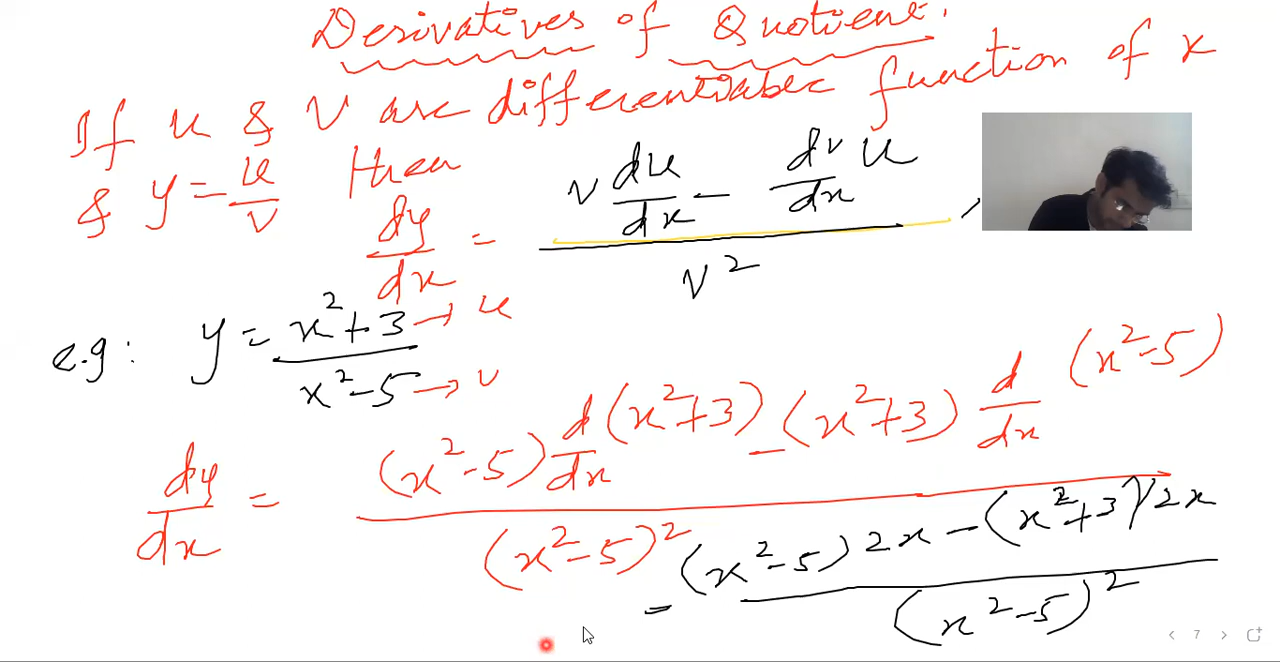 Derivatives of Quotient.
If u & v are differentiable function of x
& y = u/v then
dy/dx = (v du/dx - dv/dx u) / v²,
e.g: y = (x²+3 → u) / (x²-5 → v)
dy/dx = ((x²-5) d/dx (x²+3) - (x²+3) d/dx (x²-5)) / (x²-5)²
= ((x²-5) 2x - (x²+3) 2x) / (x²-5)²
< 7 >